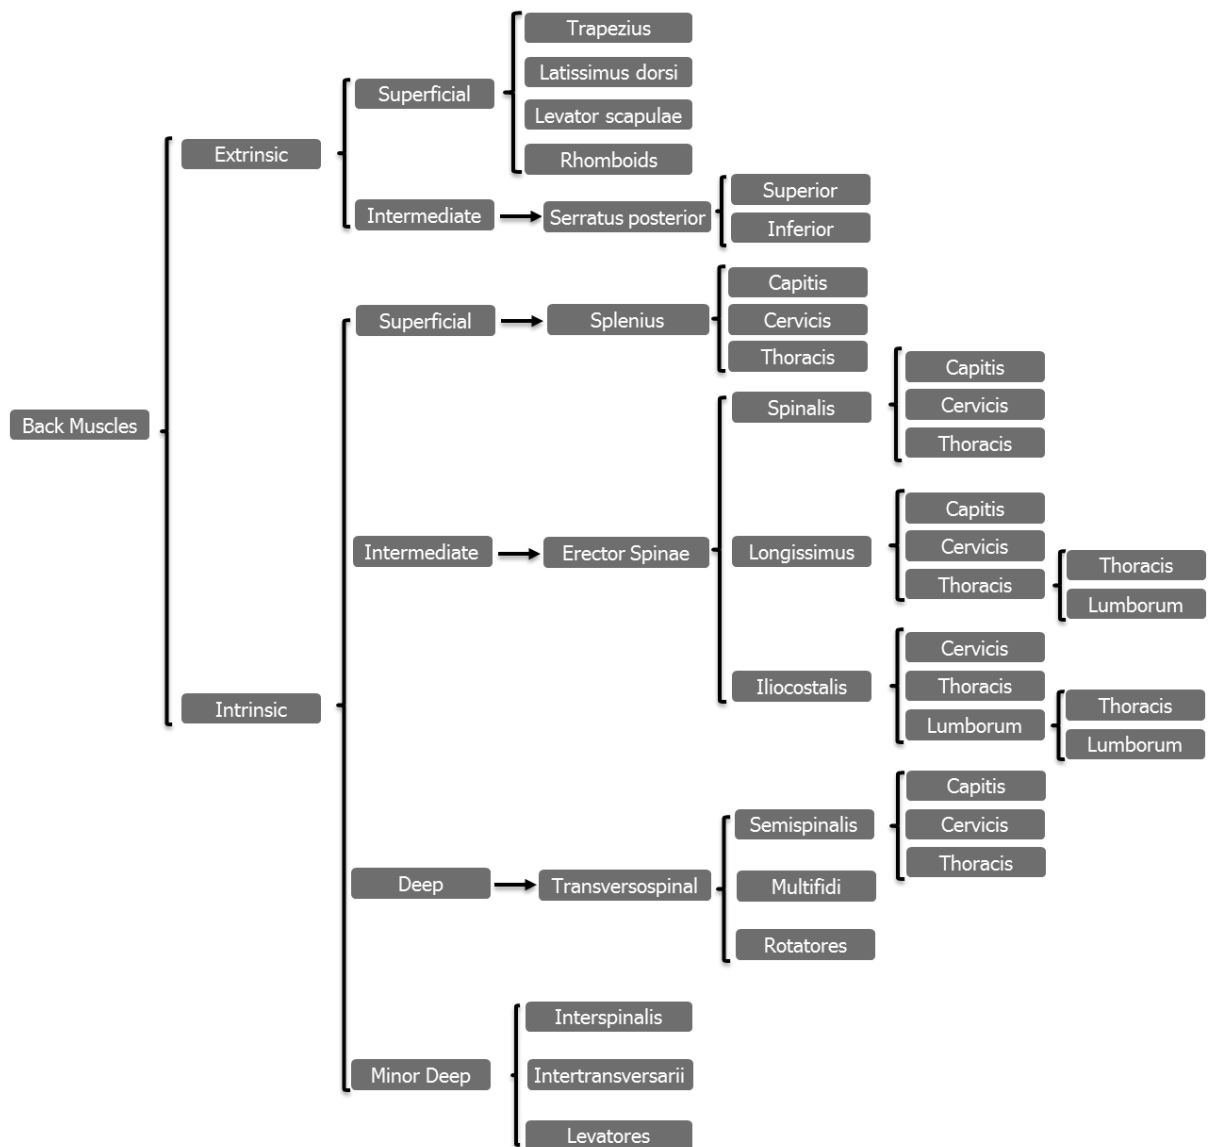 Trapezius
Latissimus dorsi
Superficial
Levator scapulae
Extrinsic
Rhomboids
Superior
Intermediate
Serratus posterior
Inferior
Capitis
Superficial
Splenius
Cervicis
Thoracis
Capitis
Spinalis
Cervicis
Back Muscles
Thoracis
Capitis
Intermediate
Erector Spinae
Longissimus
Cervicis
Thoracis
Thoracis
Lumborum
Cervicis
Iliocostalis
Thoracis
Intrinsic
Thoracis
Lumborum
Lumborum
Capitis
Semispinalis
Cervicis
Thoracis
Deep
Transversospinal
Multifidi
Rotatores
Interspinalis
Minor Deep
Intertransversarii
Levatores